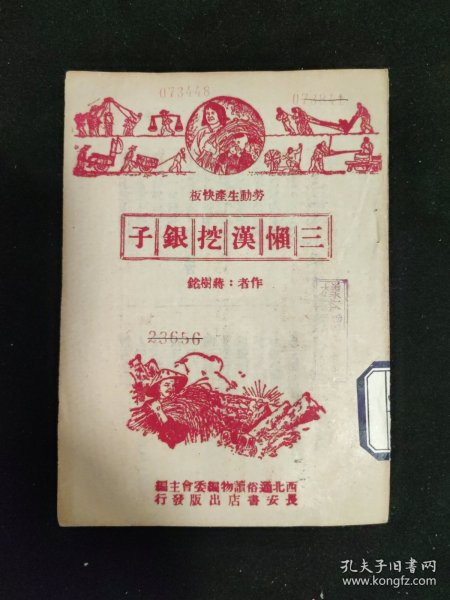 073448
勞動生產快板
三懶漢挖銀子
作者：蔣樹銘
23656
西北通俗讀物編委會主編
長安書店出版發行
孔夫子旧书网
www.kongfz.com